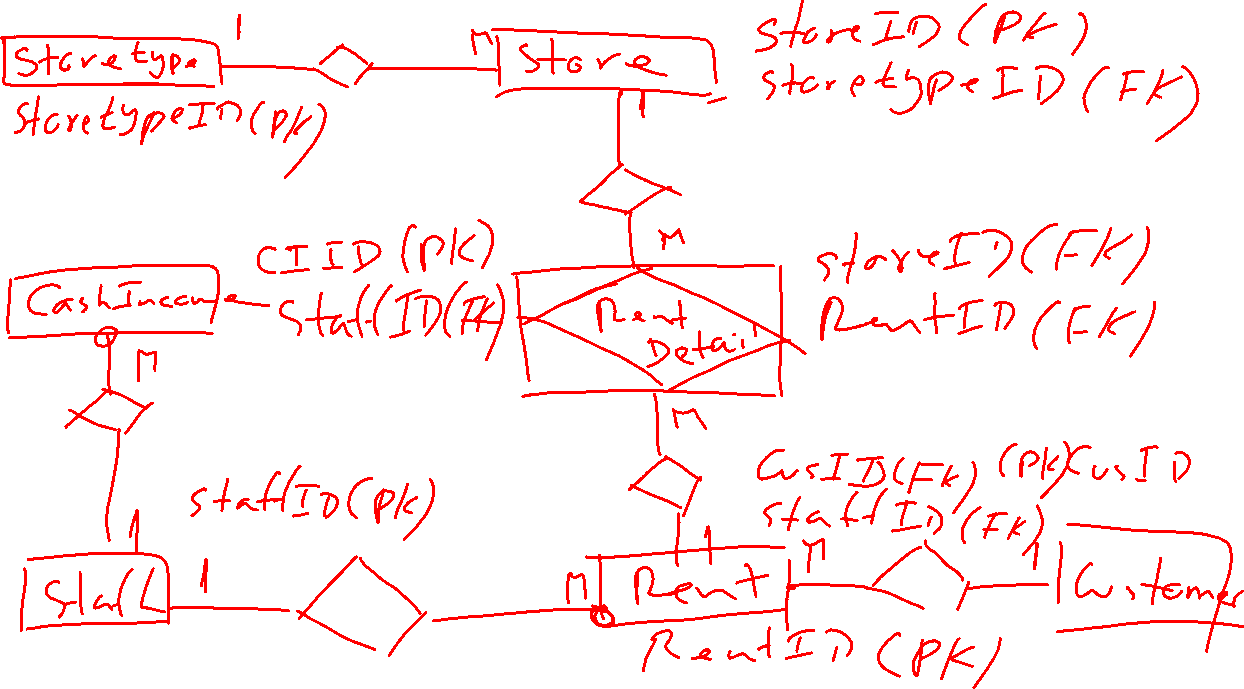 1
M
Storetype
Store
StoreID (PK)
StoretypeID (FK)
StoretypeID (PK)
1
M
CIID (PK)
StaffID (FK)
CashIncome
Rent
Detail
StoreID (FK)
RentID (FK)
M
M
StaffID (PK)
CusID (FK) (PK) CusID
StaffID (FK)
1
1
M
1
M
1
Staff
Rent
Customer
RentID (PK)